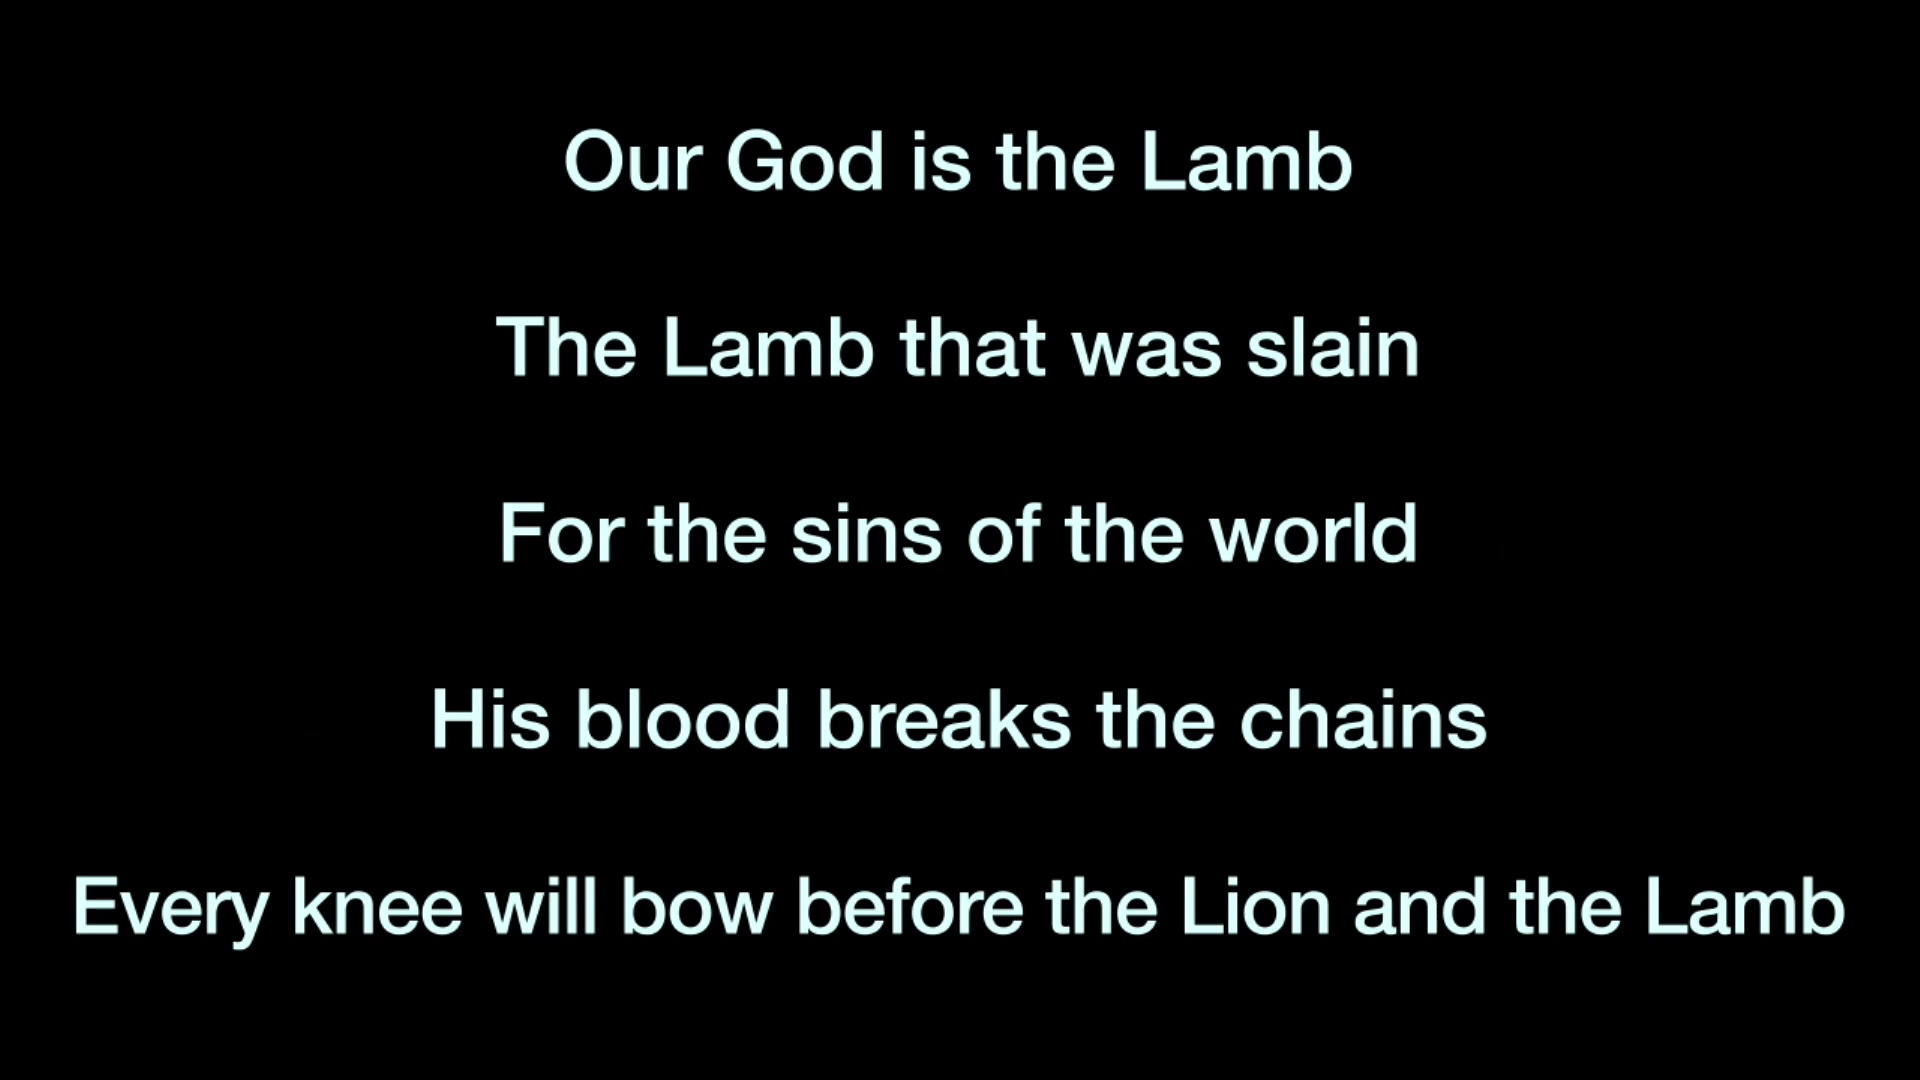 Our God is the Lamb
The Lamb that was slain
For the sins of the world
His blood breaks the chains
Every knee will bow before the Lion and the Lamb